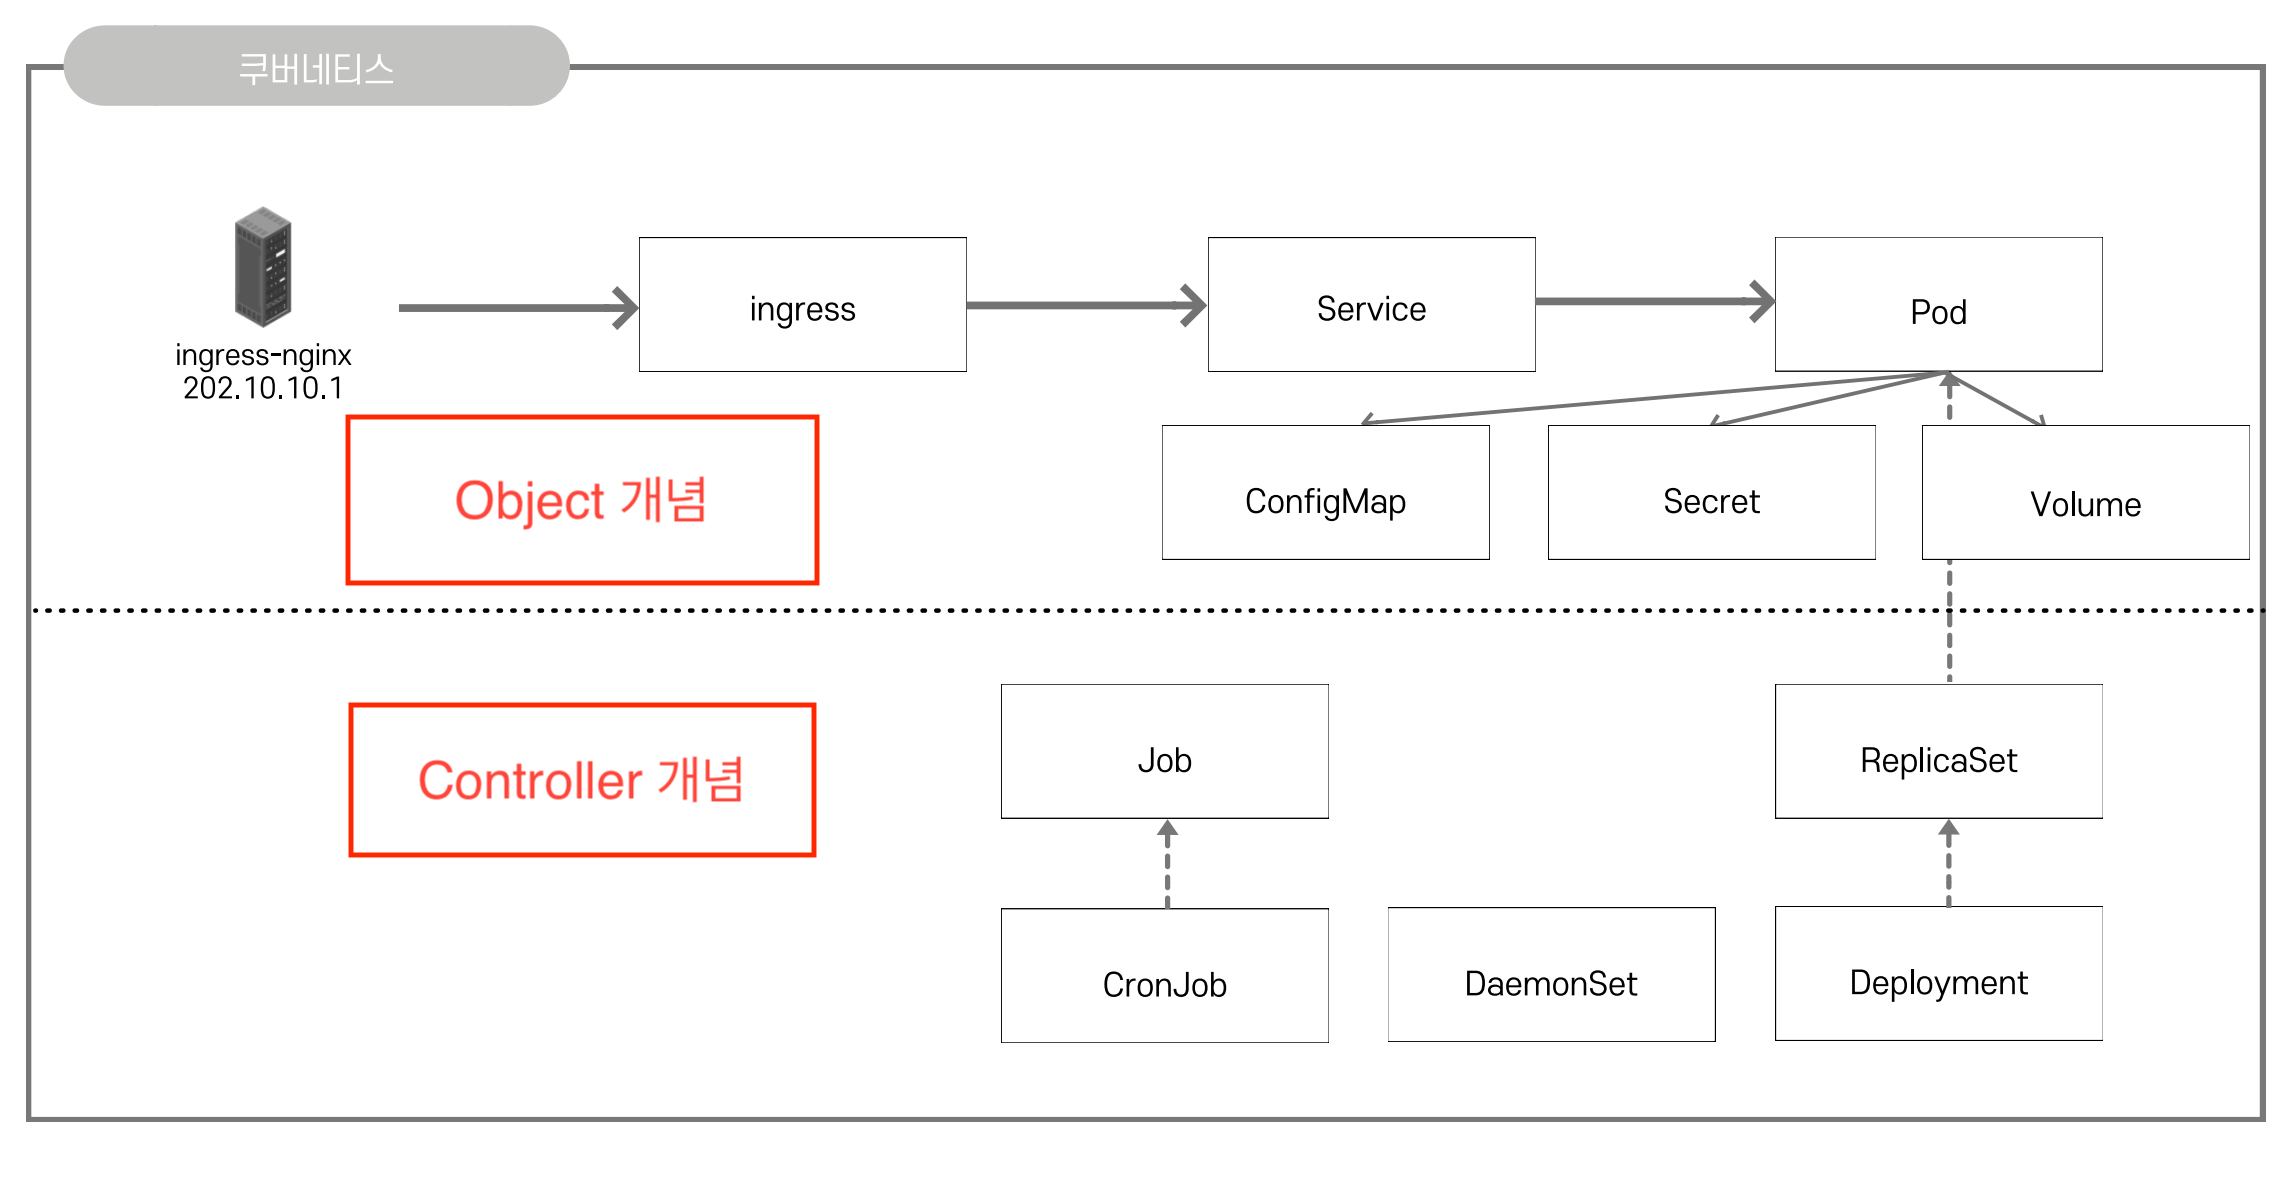 쿠버네티스
ingress-nginx
202.10.10.1
ingress
Service
Pod
Object 개념
ConfigMap
Secret
Volume
Controller 개념
Job
ReplicaSet
CronJob
DaemonSet
Deployment